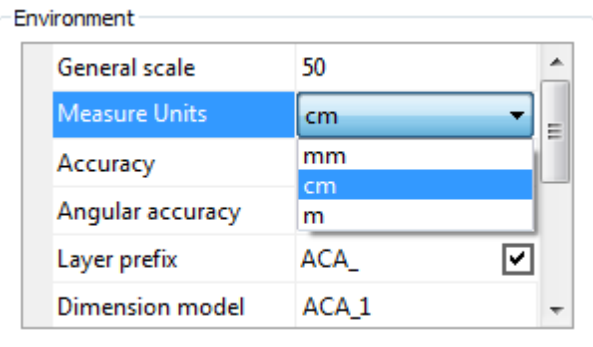 Environment
General scale 50
Measure Units cm
mm
Accuracy
cm
Angular accuracy
m
Layer prefix ACA_
Dimension model ACA_1